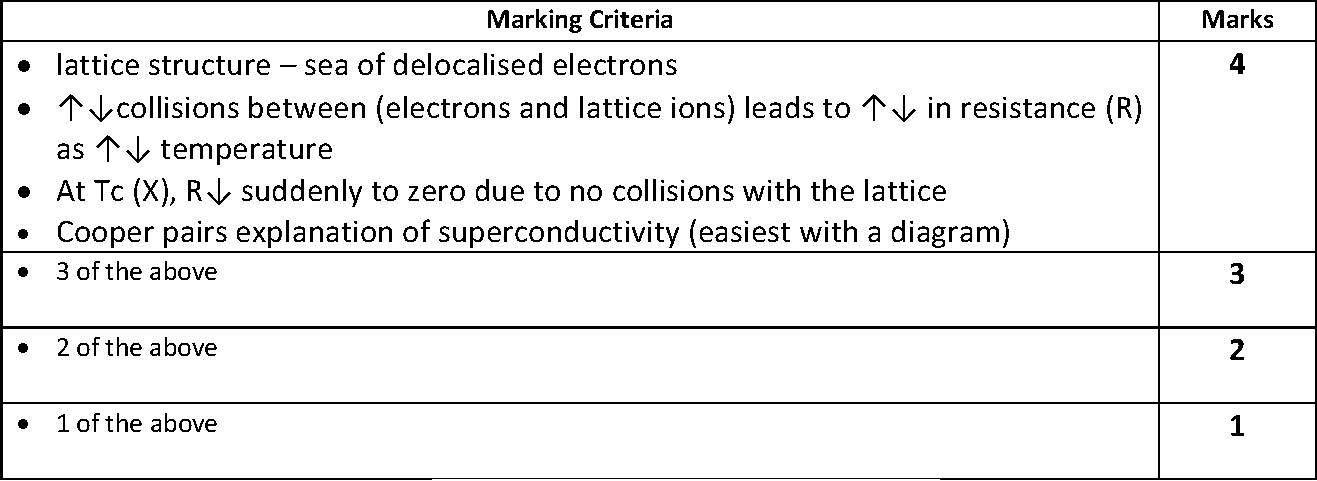 Marking Criteria Marks
• lattice structure – sea of delocalised electrons 4
• ↑↓collisions between (electrons and lattice ions) leads to ↑↓ in resistance (R)
as ↑↓ temperature
• At Tc (X), R↓ suddenly to zero due to no collisions with the lattice
• Cooper pairs explanation of superconductivity (easiest with a diagram)
• 3 of the above 3
• 2 of the above 2
• 1 of the above 1